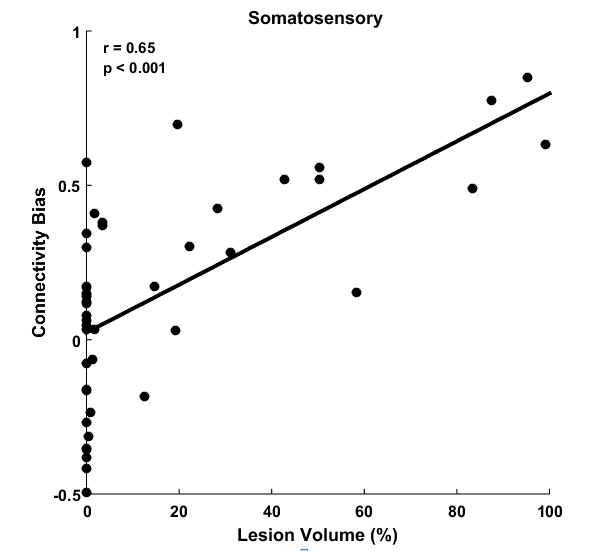 Somatosensory
1
r = 0.65
p < 0.001
0.5
Connectivity Bias
0
-0.5
0 20 40 60 80 100
Lesion Volume (%)